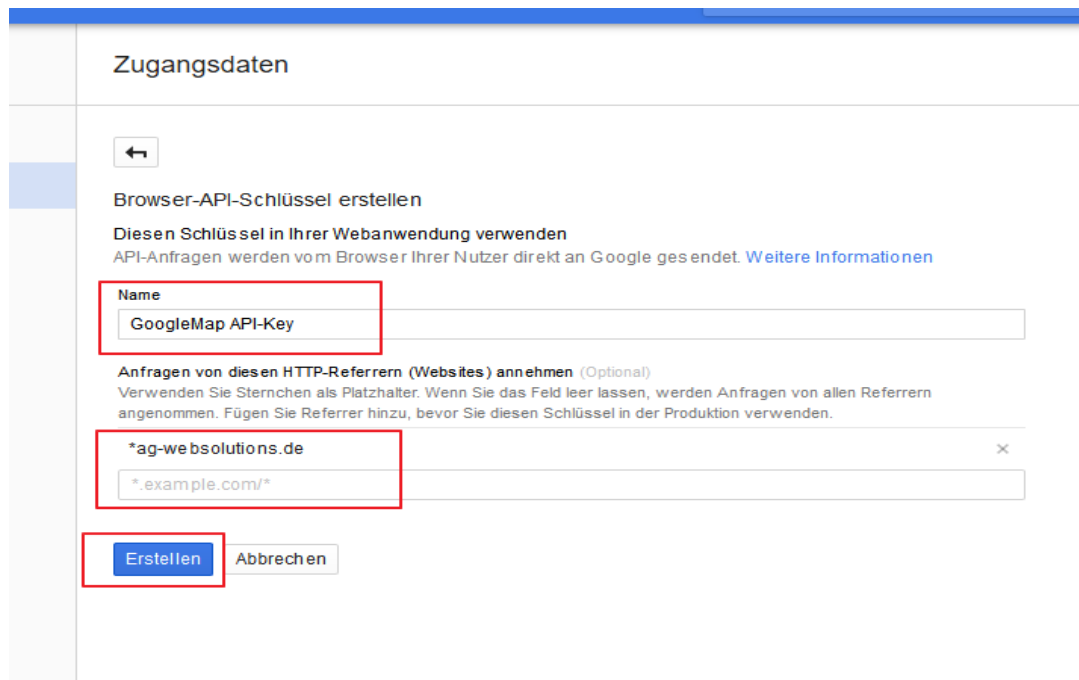 Zugangsdaten
Browser-API-Schlüssel erstellen
Diesen Schlüssel in Ihrer Webanwendung verwenden
API-Anfragen werden vom Browser Ihrer Nutzer direkt an Google gesendet. Weitere Informationen
Name
GoogleMap API-Key
Anfragen von diesen HTTP-Referrern (Websites) annehmen (Optional)
Verwenden Sie Sternchen als Platzhalter. Wenn Sie das Feld leer lassen, werden Anfragen von allen Referrern
angenommen. Fügen Sie Referrer hinzu, bevor Sie diesen Schlüssel in der Produktion verwenden.
*ag-websolutions.de
*.example.com/*
Erstellen Abbrechen